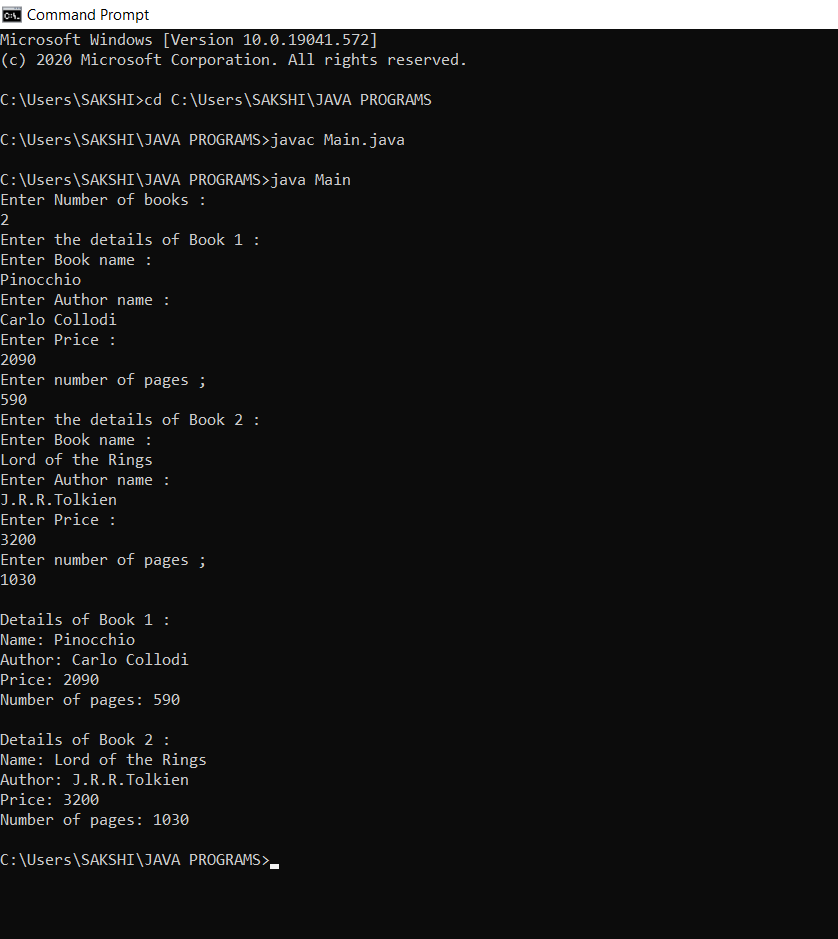 Command Prompt
Microsoft Windows [Version 10.0.19041.572]
(c) 2020 Microsoft Corporation. All rights reserved.
C:\Users\SAKSHI>cd C:\Users\SAKSHI\JAVA PROGRAMS
C:\Users\SAKSHI\JAVA PROGRAMS>javac Main.java
C:\Users\SAKSHI\JAVA PROGRAMS>java Main
Enter Number of books :
2
Enter the details of Book 1 :
Enter Book name :
Pinocchio
Enter Author name :
Carlo Collodi
Enter Price :
2090
Enter number of pages ;
590
Enter the details of Book 2 :
Enter Book name :
Lord of the Rings
Enter Author name :
J.R.R.Tolkien
Enter Price :
3200
Enter number of pages ;
1030
Details of Book 1 :
Name: Pinocchio
Author: Carlo Collodi
Price: 2090
Number of pages: 590
Details of Book 2 :
Name: Lord of the Rings
Author: J.R.R.Tolkien
Price: 3200
Number of pages: 1030
C:\Users\SAKSHI\JAVA PROGRAMS>